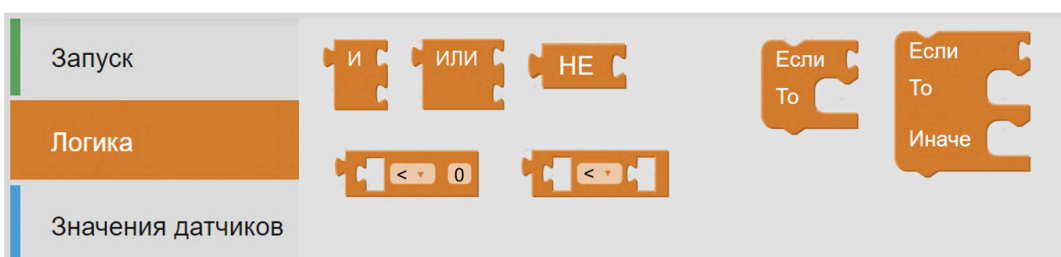 Запуск
Логика
Значения датчиков
И
ИЛИ
НЕ
< 0
<
Если
То
Если
То
Иначе